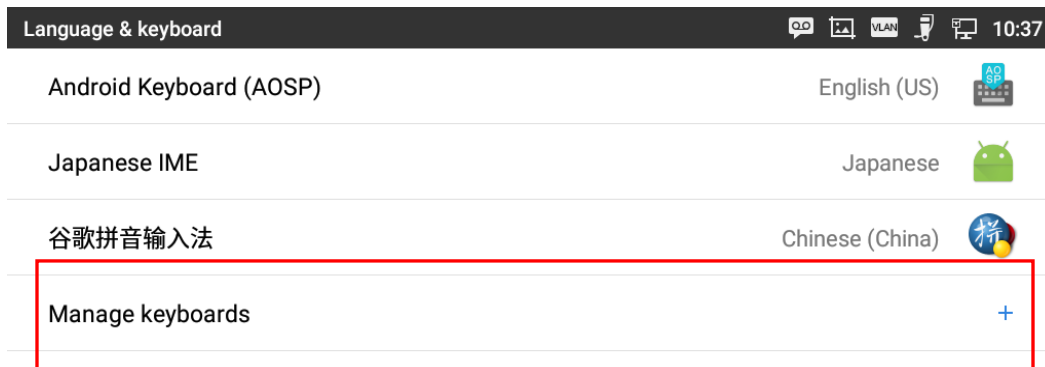 Language & keyboard VLAN 10:37
Android Keyboard (AOSP) English (US) AO SP
Japanese IME Japanese
谷歌拼音输入法 Chinese (China) 拼
Manage keyboards +